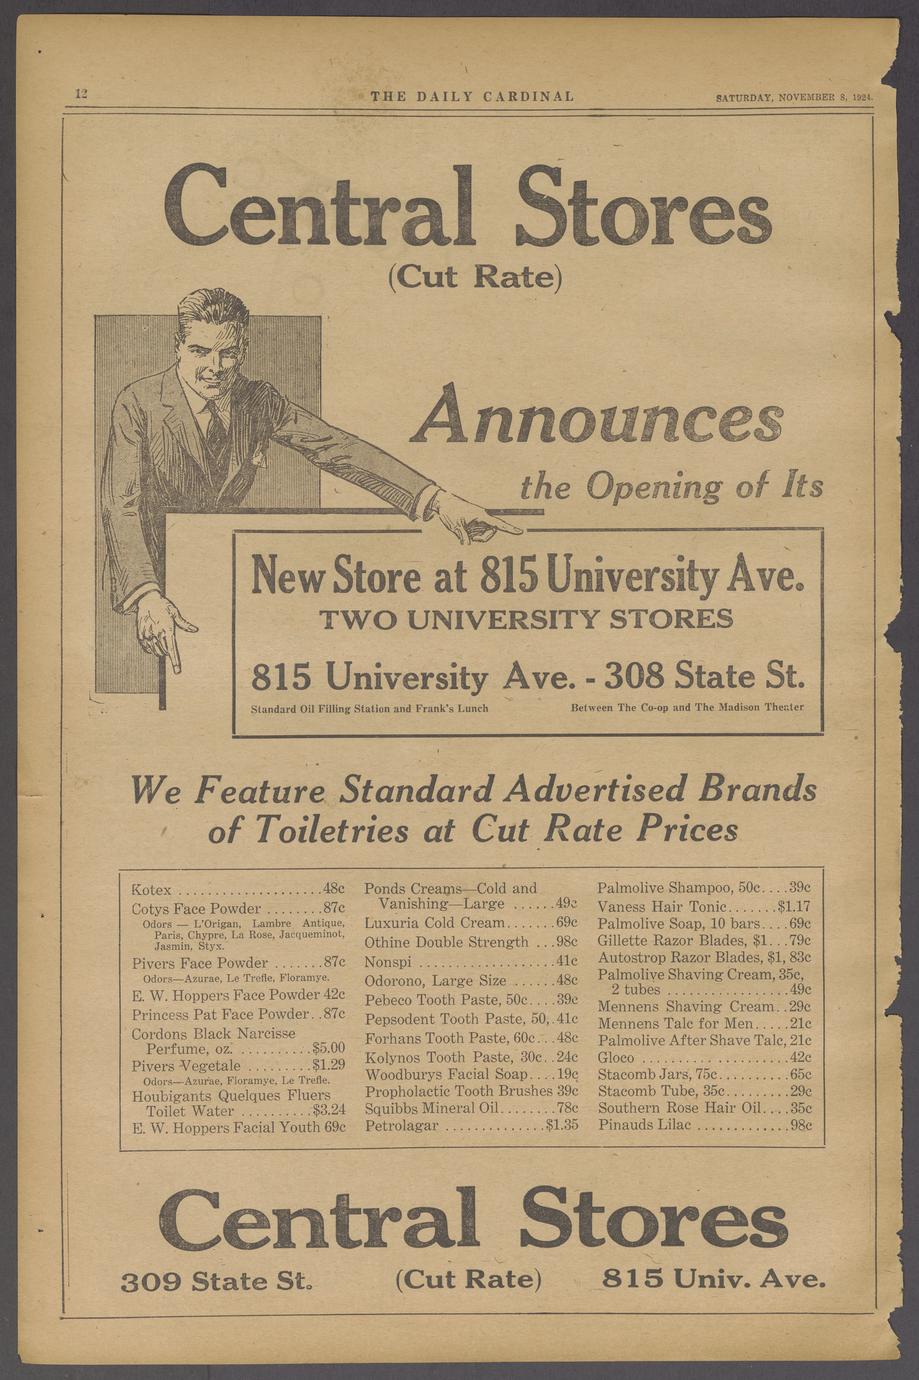 12
THE DAILY CARDINAL
SATURDAY, NOVEMBER 8, 1924.
Central Stores
(Cut Rate)
Announces
the Opening of Its
New Store at 815 University Ave.
TWO UNIVERSITY STORES
815 University Ave. - 308 State St.
Standard Oil Filling Station and Frank's Lunch
Between The Co-op and The Madison Theater
We Feature Standard Advertised Brands
of Toiletries at Cut Rate Prices
Kotex ...................48c
Cotys Face Powder ........87c
Odors — L'Origan, Lambre Antique,
Paris, Chypre, La Rose, Jacqueminot,
Jasmin, Styx.
Pivers Face Powder .......87c
Odors—Azurae, Le Trefle, Floramye.
E. W. Hoppers Face Powder 42c
Princess Pat Face Powder..87c
Cordons Black Narcisse
Perfume, oz. ..........$5.00
Pivers Vegetale .........$1.29
Odors—Azurae, Floramye, Le Trefle.
Houbigants Quelques Fluers
Toilet Water ..........$3.24
E. W. Hoppers Facial Youth 69c
Ponds Creams—Cold and
Vanishing—Large ......49c
Luxuria Cold Cream.......69c
Othine Double Strength ...98c
Nonspi ..................41c
Odorono, Large Size ......48c
Pebeco Tooth Paste, 50c....39c
Pepsodent Tooth Paste, 50,.41c
Forhans Tooth Paste, 60c...48c
Kolynos Tooth Paste, 30c..24c
Woodburys Facial Soap....19c
Propholactic Tooth Brushes 39c
Squibbs Mineral Oil........78c
Petrolagar .............$1.35
Palmolive Shampoo, 50c....39c
Vaness Hair Tonic.......$1.17
Palmolive Soap, 10 bars....69c
Gillette Razor Blades, $1...79c
Autostrop Razor Blades, $1, 83c
Palmolive Shaving Cream, 35c,
2 tubes ................49c
Mennens Shaving Cream..29c
Mennens Talc for Men.....21c
Palmolive After Shave Talc, 21c
Gloco ...................42c
Stacomb Jars, 75c.........65c
Stacomb Tube, 35c........29c
Southern Rose Hair Oil....35c
Pinauds Lilac ............98c
Central Stores
309 State St.
(Cut Rate)
815 Univ. Ave.